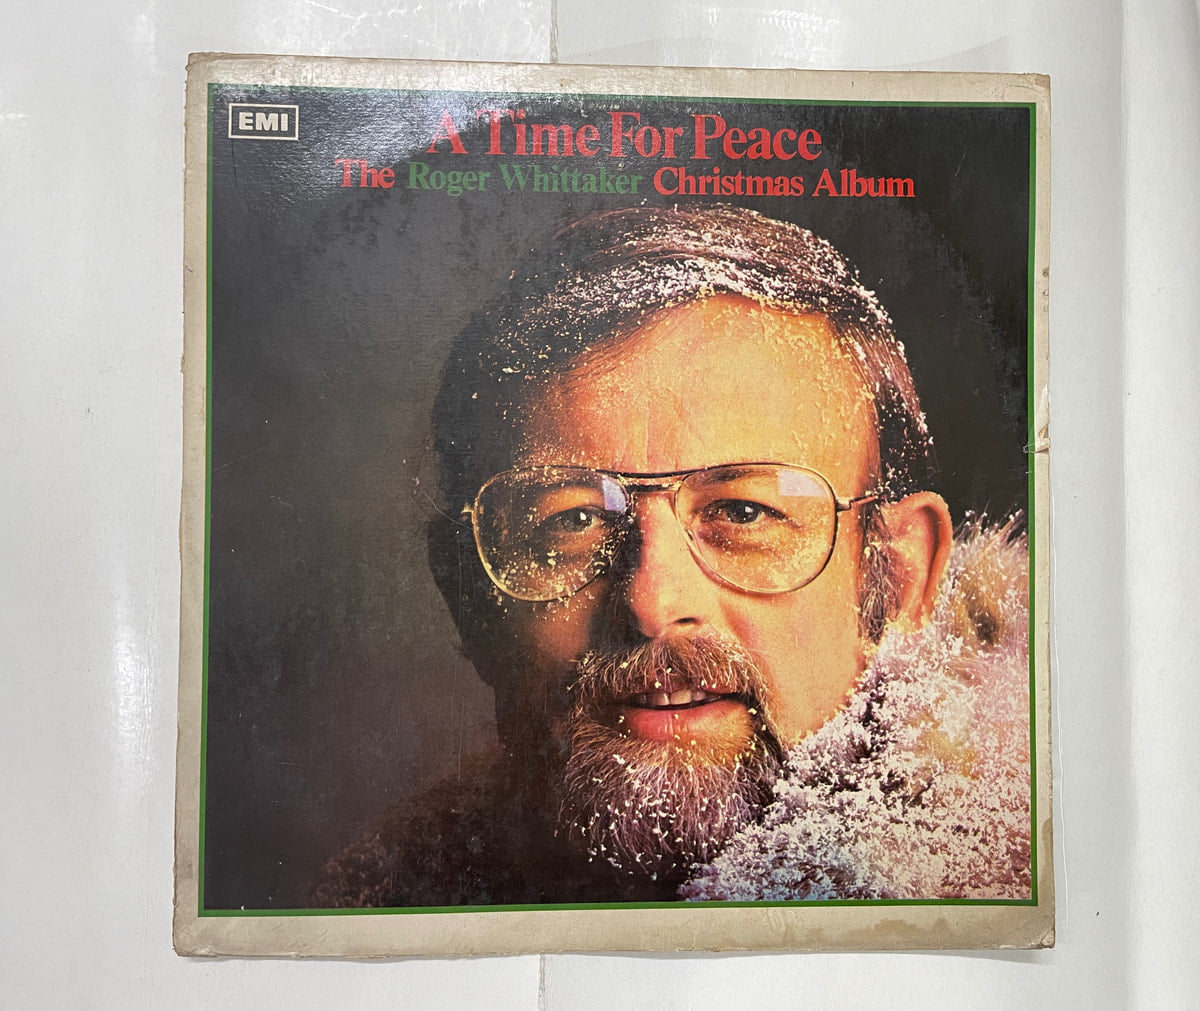 EMI
A Time For Peace
The Roger Whittaker Christmas Album